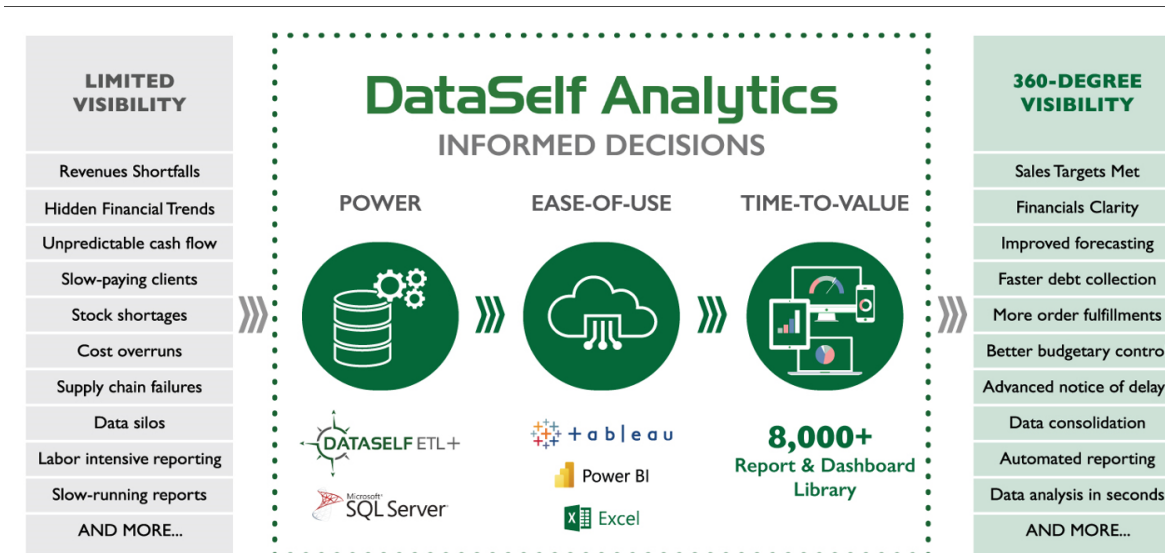 LIMITED
VISIBILITY
Revenues Shortfalls
Hidden Financial Trends
Unpredictable cash flow
Slow-paying clients
Stock shortages
Cost overruns
Supply chain failures
Data silos
Labor intensive reporting
Slow-running reports
AND MORE...
DataSelf Analytics
INFORMED DECISIONS
POWER
DATASELF ETL+
Microsoft
SQL Server
EASE-OF-USE
+ableau
Power BI
Excel
TIME-TO-VALUE
8,000+
Report & Dashboard
Library
360-DEGREE
VISIBILITY
Sales Targets Met
Financials Clarity
Improved forecasting
Faster debt collection
More order fulfillments
Better budgetary contro
Advanced notice of delay
Data consolidation
Automated reporting
Data analysis in seconds
AND MORE...